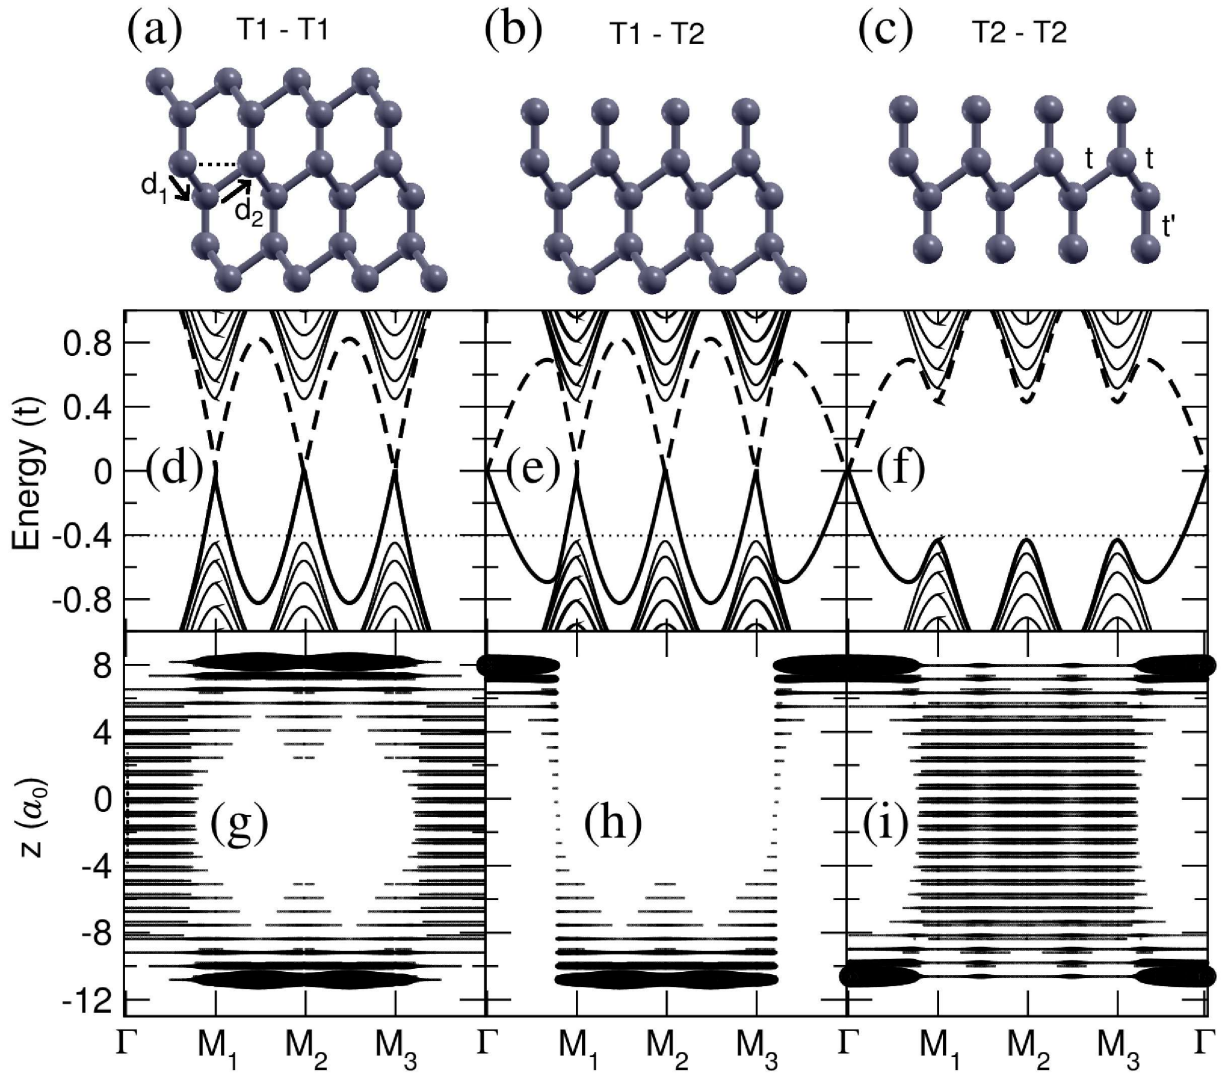 (a) T1 - T1 (b) T1 - T2 (c) T2 - T2
d1 d2 t t t'
0.8
0.4
Energy (t) 0 (d) (e) (f)
-0.4
-0.8
8
4
z (a0) 0 (g) (h) (i)
-4
-8
-12
Γ M1 M2 M3 Γ M1 M2 M3 Γ M1 M2 M3 Γ